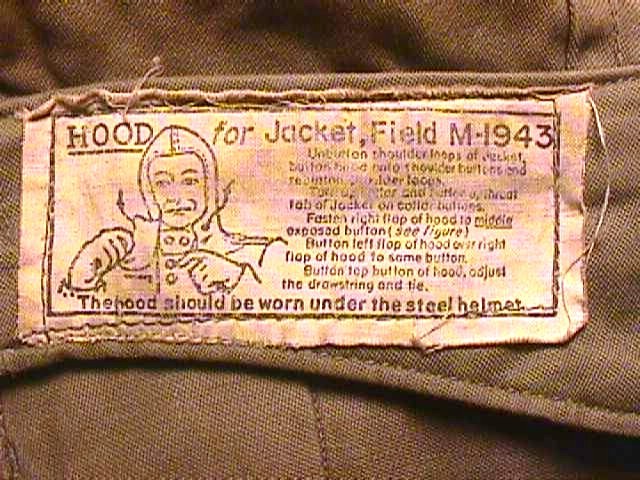 HOOD for Jacket, Field M-1943
Unbutton shoulder loops of Jacket,
button hood onto shoulder buttons and
loops.
and button up throat
tab of Jacket on collar buttons.
Fasten right flap of hood to middle
exposed button (see figure)
Button left flap of hood over right
flap of hood to same button.
Button top button of hood, adjust
the drawstring and tie.
The hood should be worn under the steel helmet.